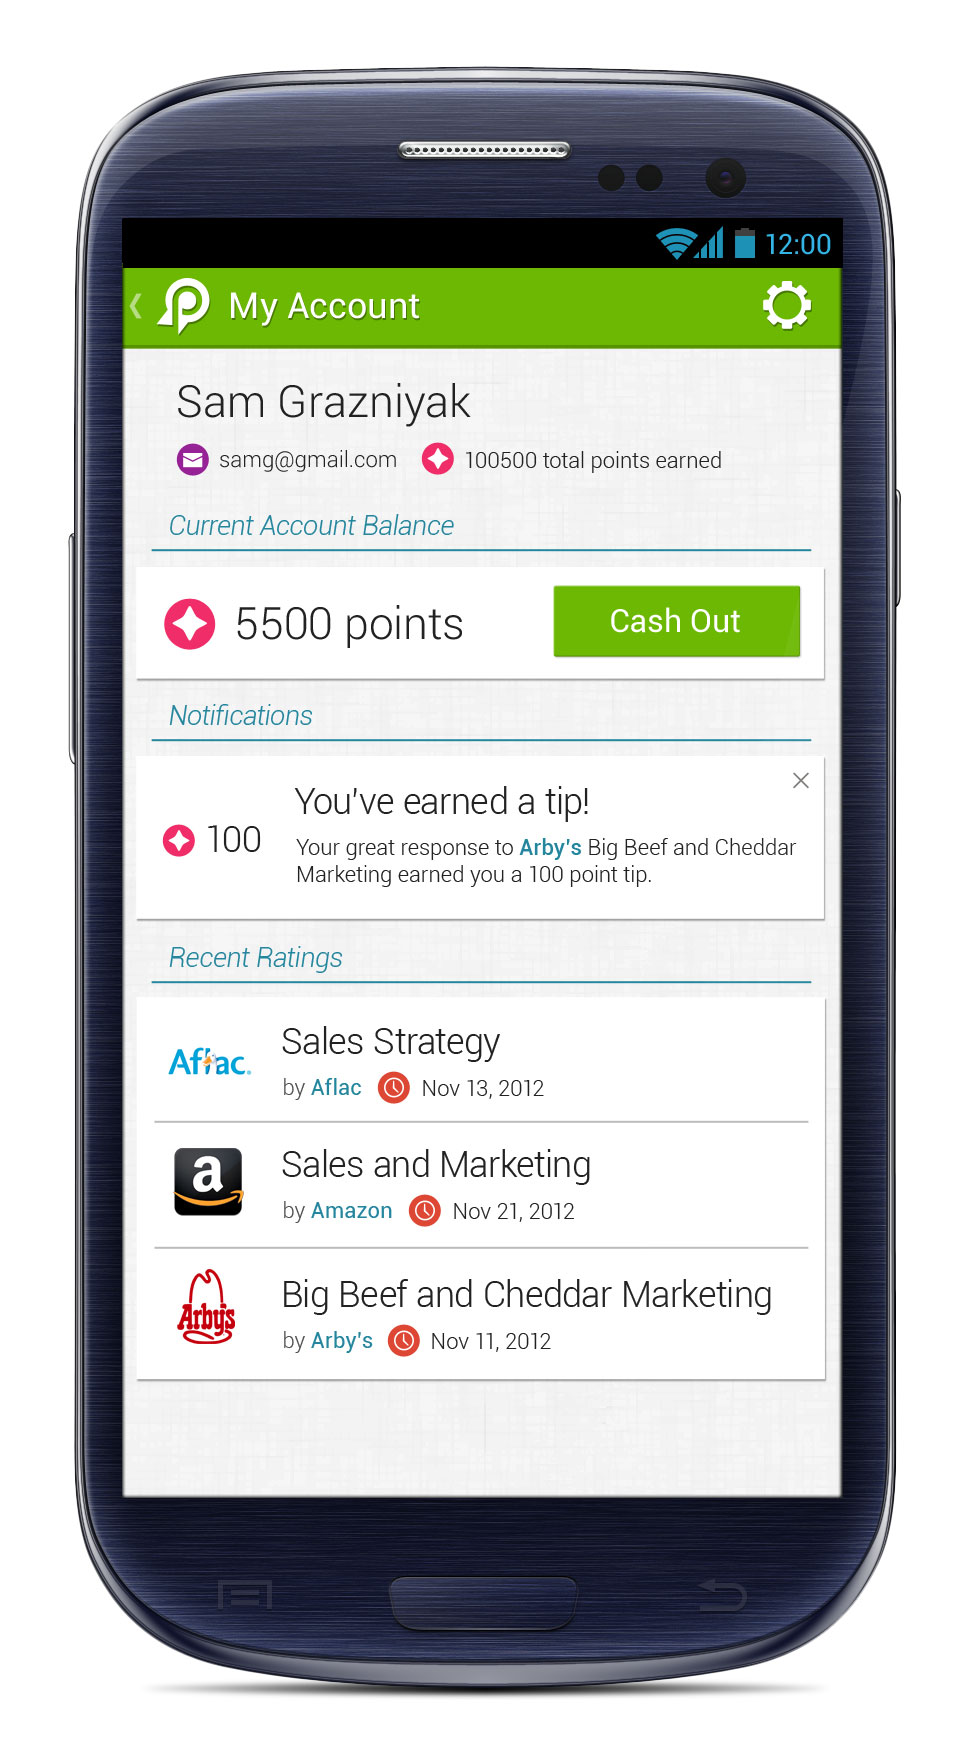 12:00
My Account
Sam Grazniyak
samg@gmail.com 100500 total points earned
Current Account Balance
5500 points Cash Out
Notifications
You've earned a tip!
100
Your great response to Arby's Big Beef and Cheddar
Marketing earned you a 100 point tip.
Recent Ratings
Aflac.
Sales Strategy
by Aflac Nov 13, 2012
a
Sales and Marketing
by Amazon Nov 21, 2012
Arby's
Big Beef and Cheddar Marketing
by Arby's Nov 11, 2012